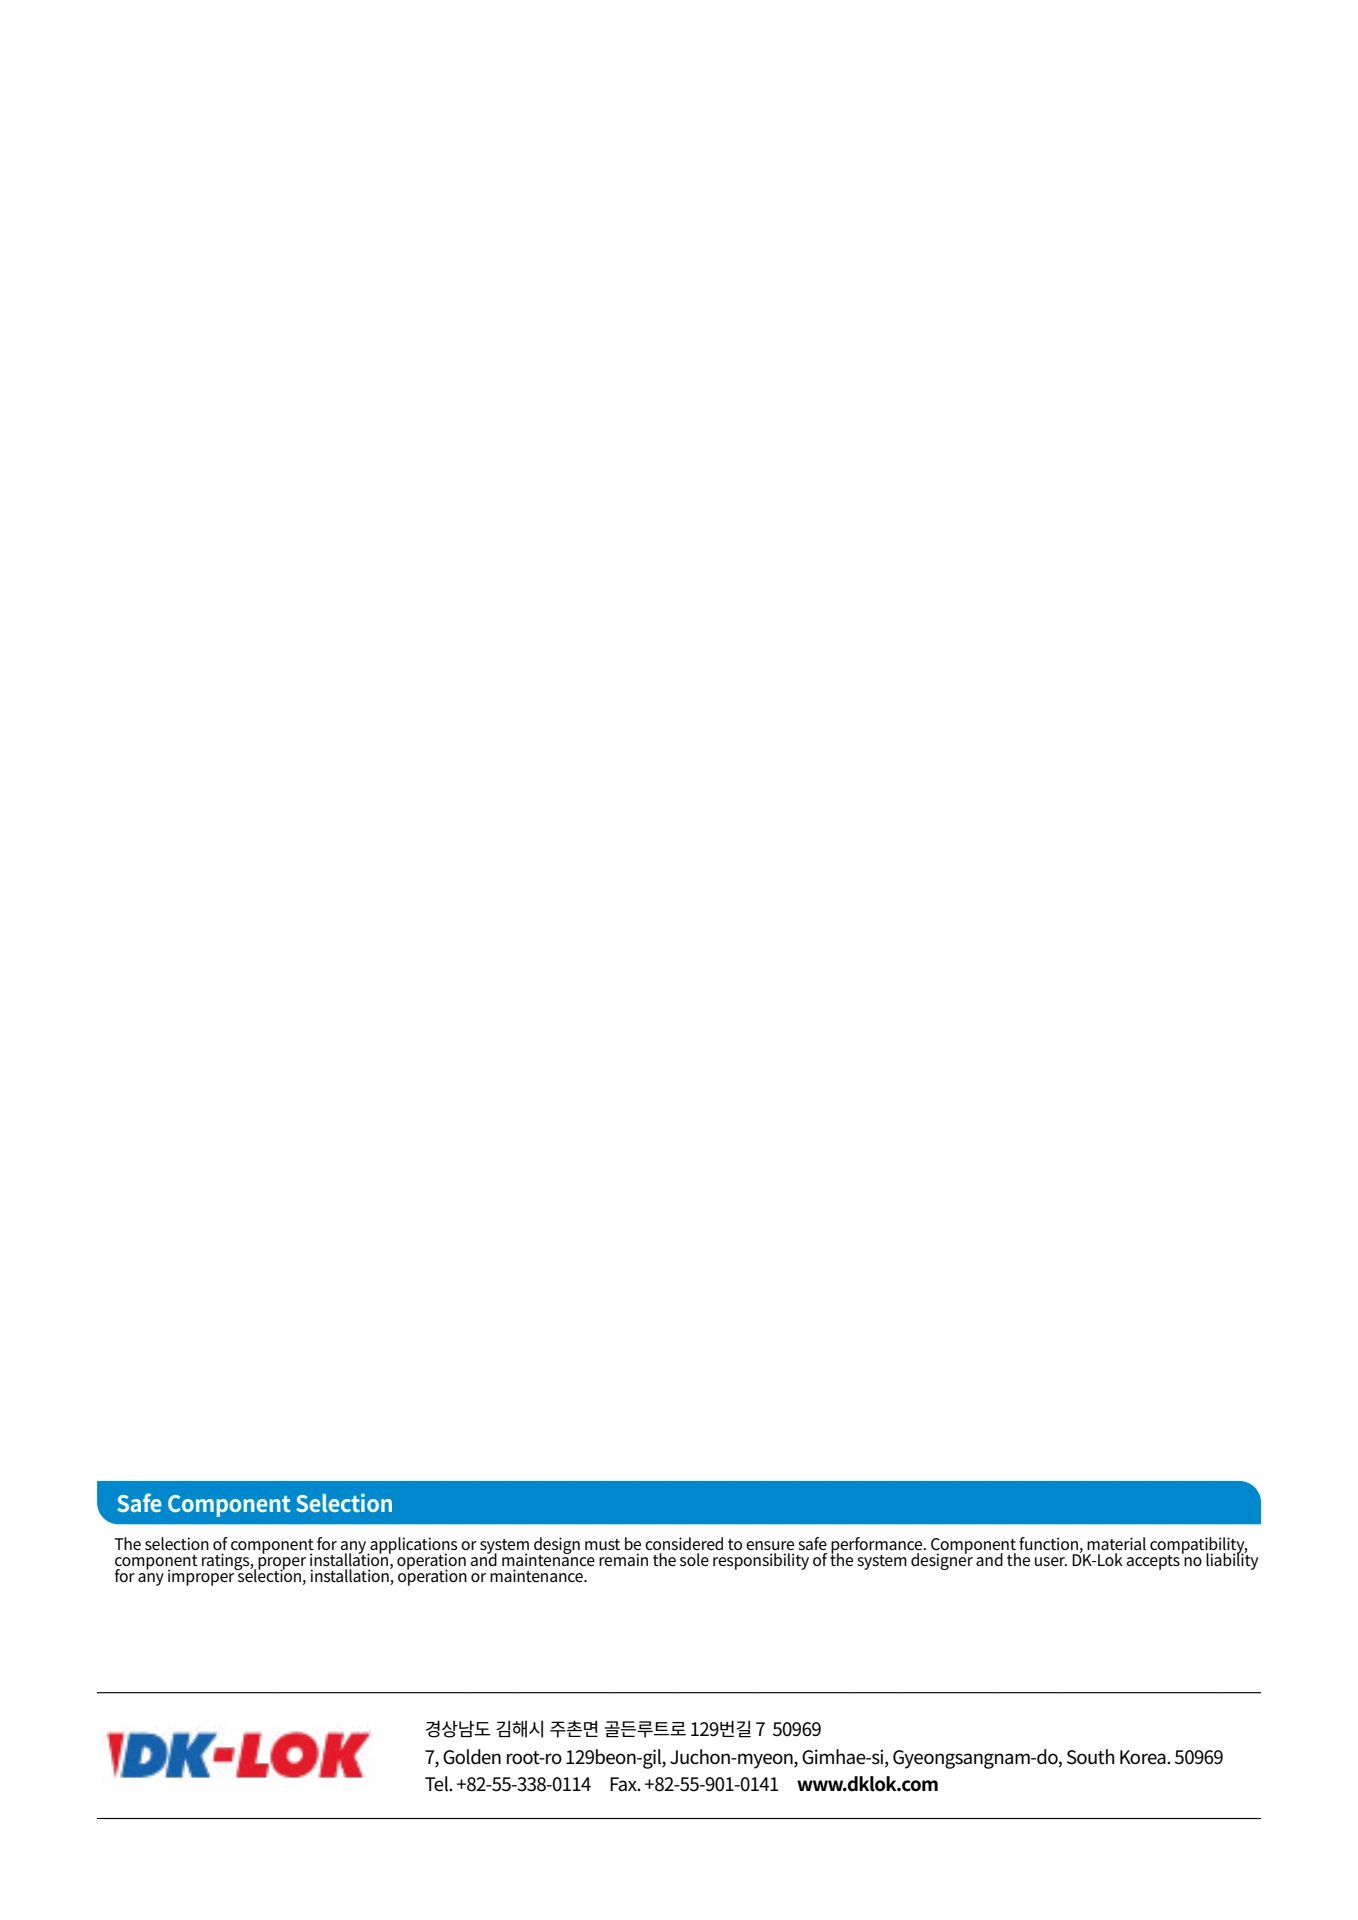 Safe Component Selection
The selection of component for any applications or system design must be considered to ensure safe performance. Component function, material compatibility,
component ratings, proper installation, operation and maintenance remain the sole responsibility of the system designer and the user. DK-Lok accepts no liability
for any improper selection, installation, operation or maintenance.
DK-LOK
경상남도 김해시 주촌면 골든루트로 129번길 7 50969
7, Golden root-ro 129beon-gil, Juchon-myeon, Gimhae-si, Gyeongsangnam-do, South Korea. 50969
Tel. +82-55-338-0114 Fax. +82-55-901-0141 www.dklok.com